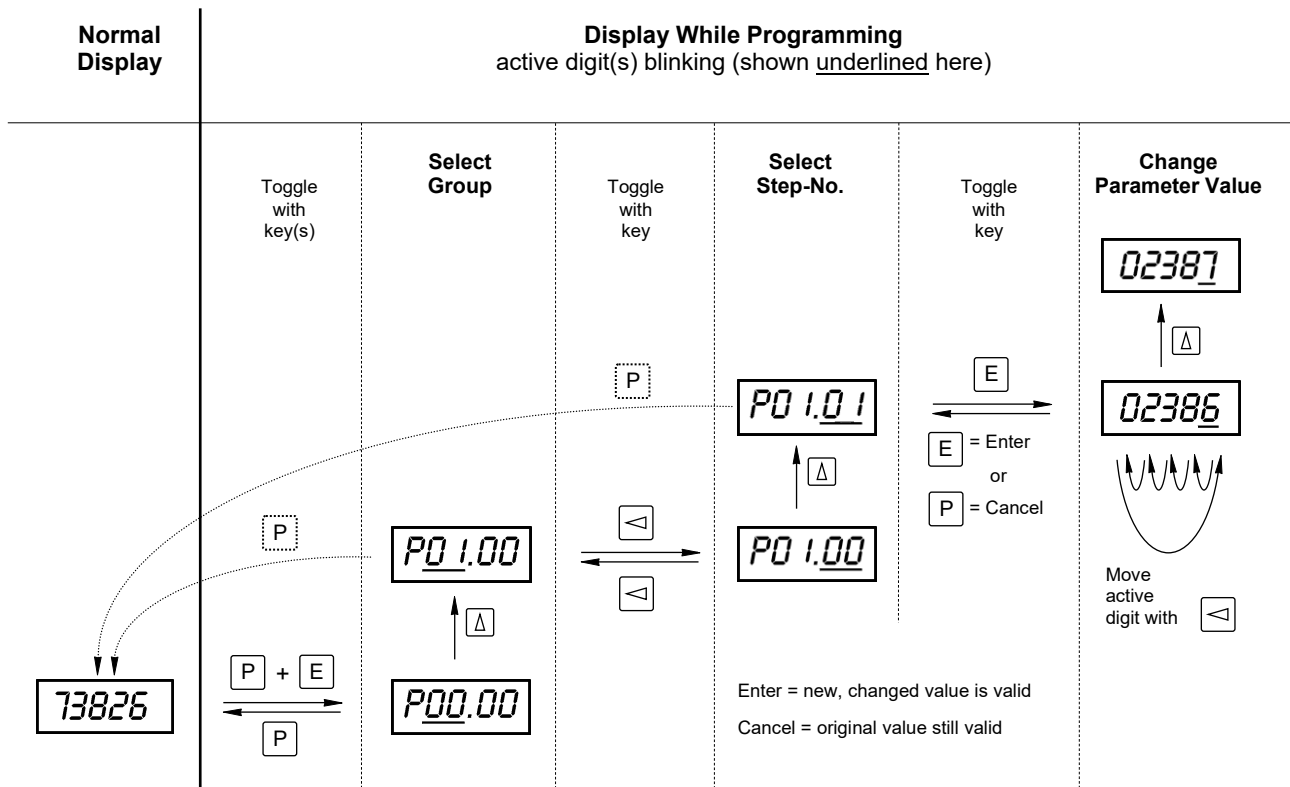 Normal
Display
Display While Programming
active digit(s) blinking (shown underlined here)
Toggle
with
key(s)
Select
Group
Toggle
with
key
Select
Step-No.
Toggle
with
key
Change
Parameter Value
02387
Δ
P
P01.01
E
02386
E = Enter
or
P = Cancel
Δ
P
P01.00
P01.00
Move
active
digit with
Δ
P + E
73826
P00.00
P
Enter = new, changed value is valid
Cancel = original value still valid